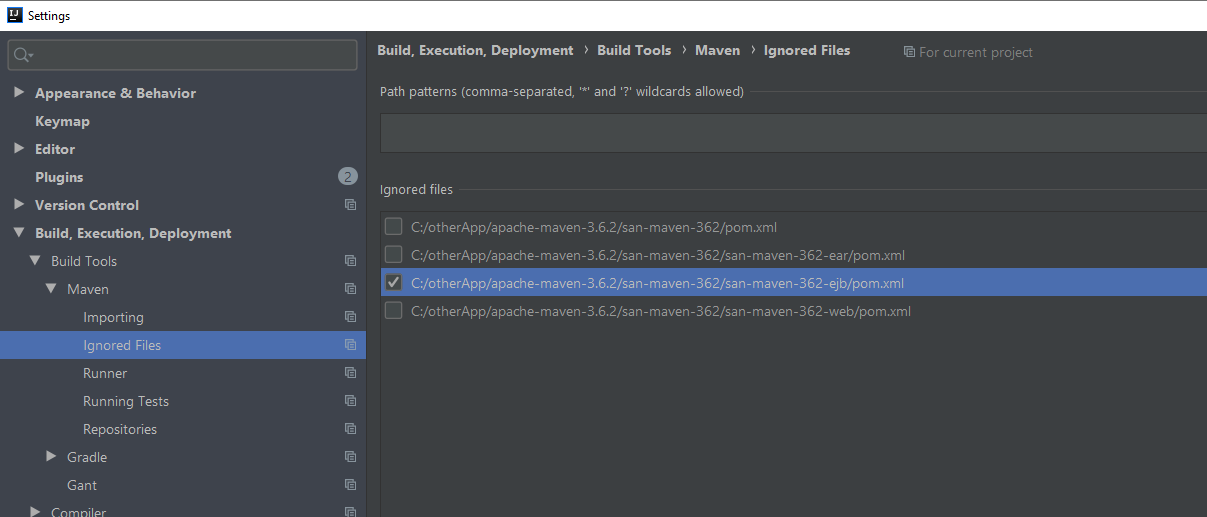 IJ Settings
Appearance & Behavior
Keymap
Editor
Plugins 2
Version Control
Build, Execution, Deployment
Build Tools
Maven
Importing
Ignored Files
Runner
Running Tests
Repositories
Gradle
Gant
Compiler
Build, Execution, Deployment › Build Tools › Maven › Ignored Files For current project
Path patterns (comma-separated, '*' and '?' wildcards allowed)
Ignored files
C:/otherApp/apache-maven-3.6.2/san-maven-362/pom.xml
C:/otherApp/apache-maven-3.6.2/san-maven-362/san-maven-362-ear/pom.xml
C:/otherApp/apache-maven-3.6.2/san-maven-362/san-maven-362-ejb/pom.xml
C:/otherApp/apache-maven-3.6.2/san-maven-362/san-maven-362-web/pom.xml